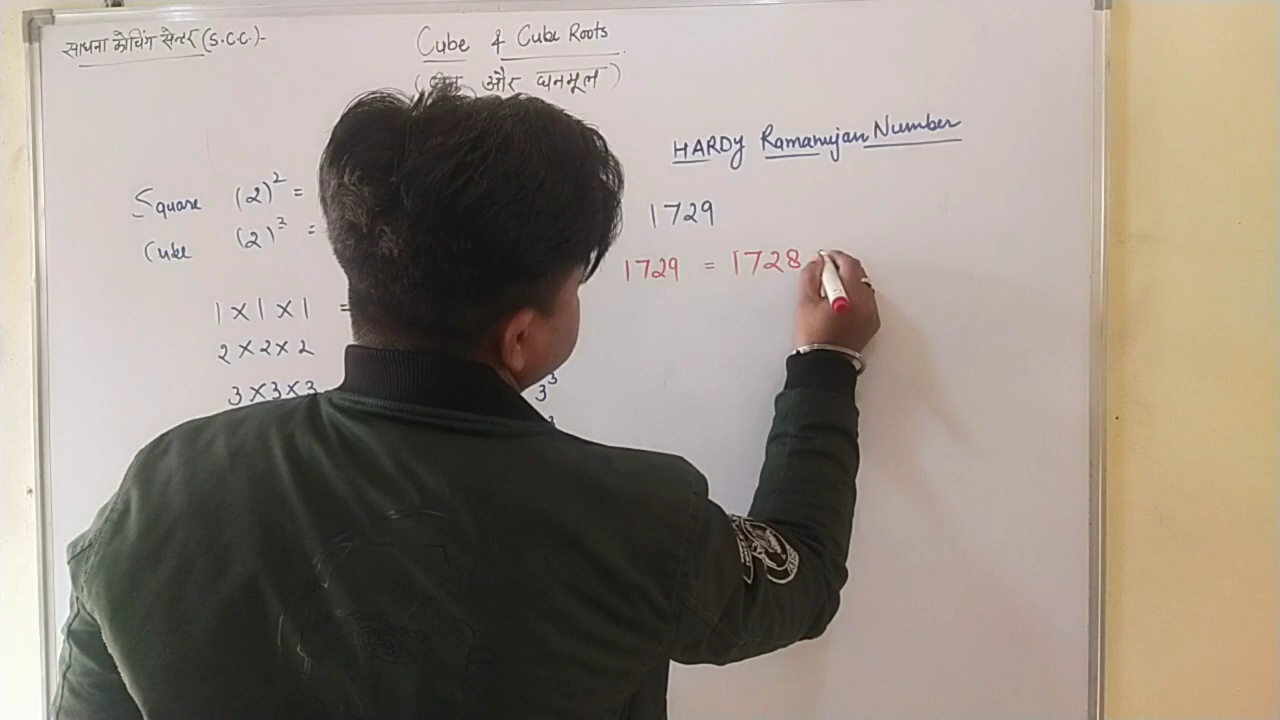 साधना कोचिंग सेन्टर (S.C.C.)-
Cube & Cube Roots
(घन और घनमूल)
HARDY Ramanujan Number
Square (2)² =
Cube (2)³ =
1729
1729 = 1728
1 X 1 X 1 =
2 X 2 X 2
3 X 3 X 3
3³
3